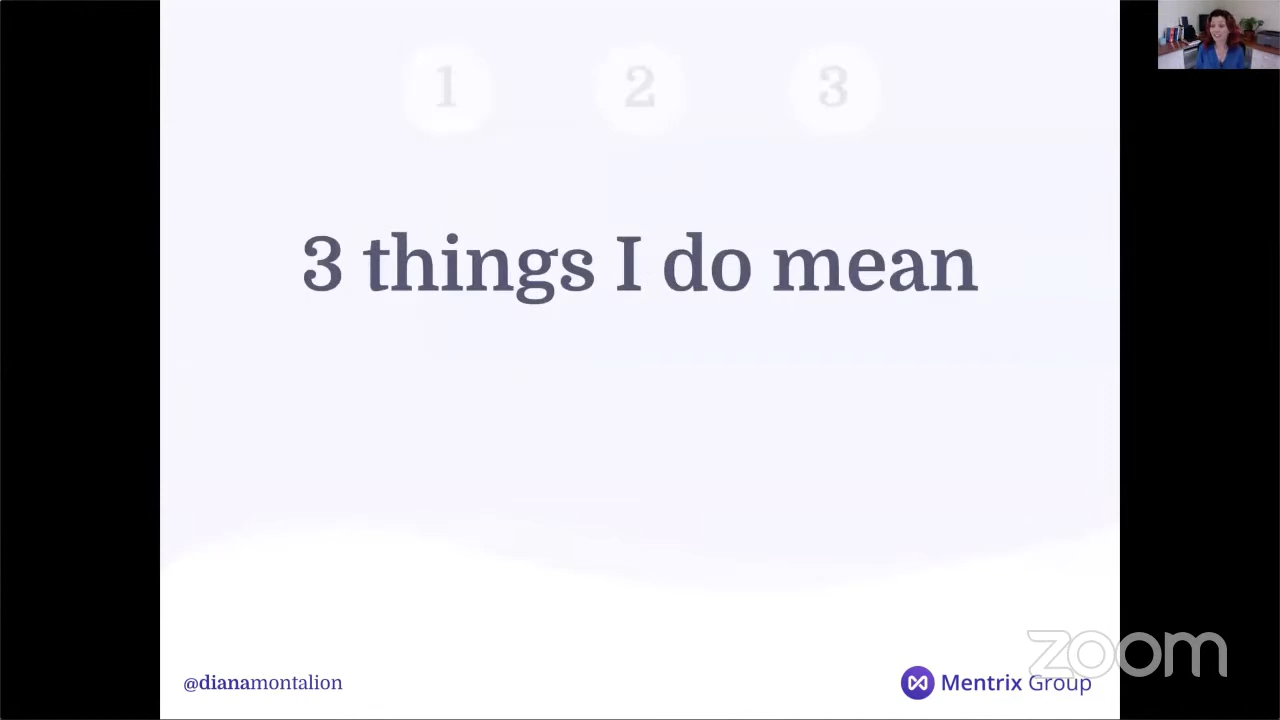 1 2 3
3 things I do mean
zoom
@dianamontalion
Mentrix Group